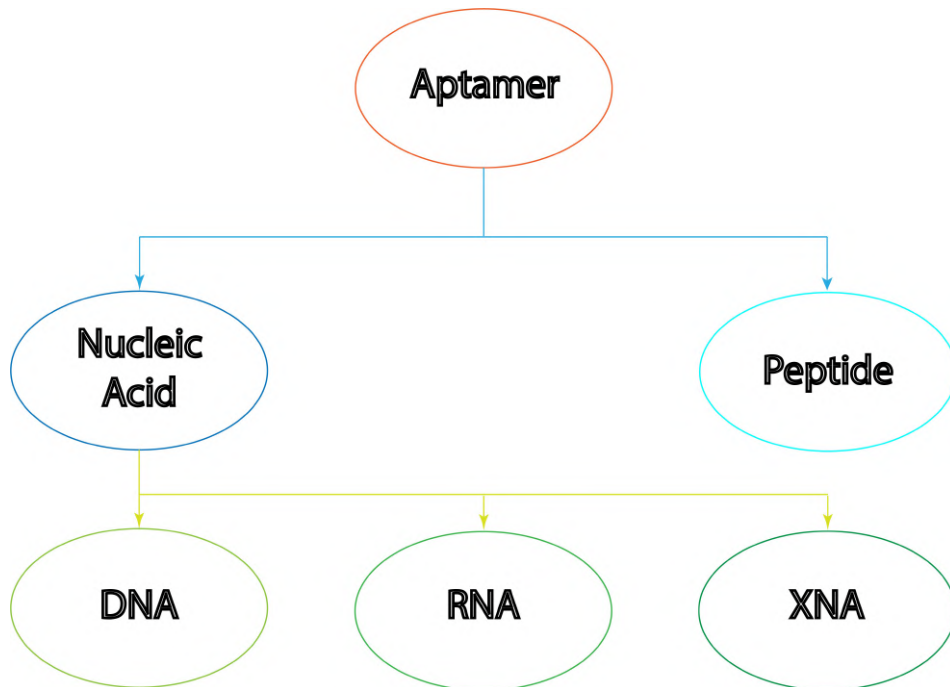 Aptamer
Nucleic
Acid
Peptide
DNA
RNA
XNA